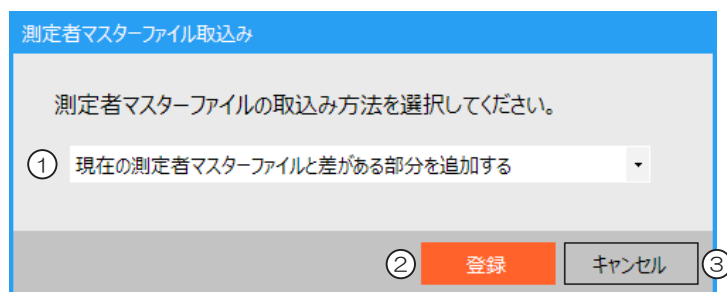 測定者マスターファイル取込み
測定者マスターファイルの取込み方法を選択してください。
① 現在の測定者マスターファイルと差がある部分を追加する
② 登録 キャンセル ③